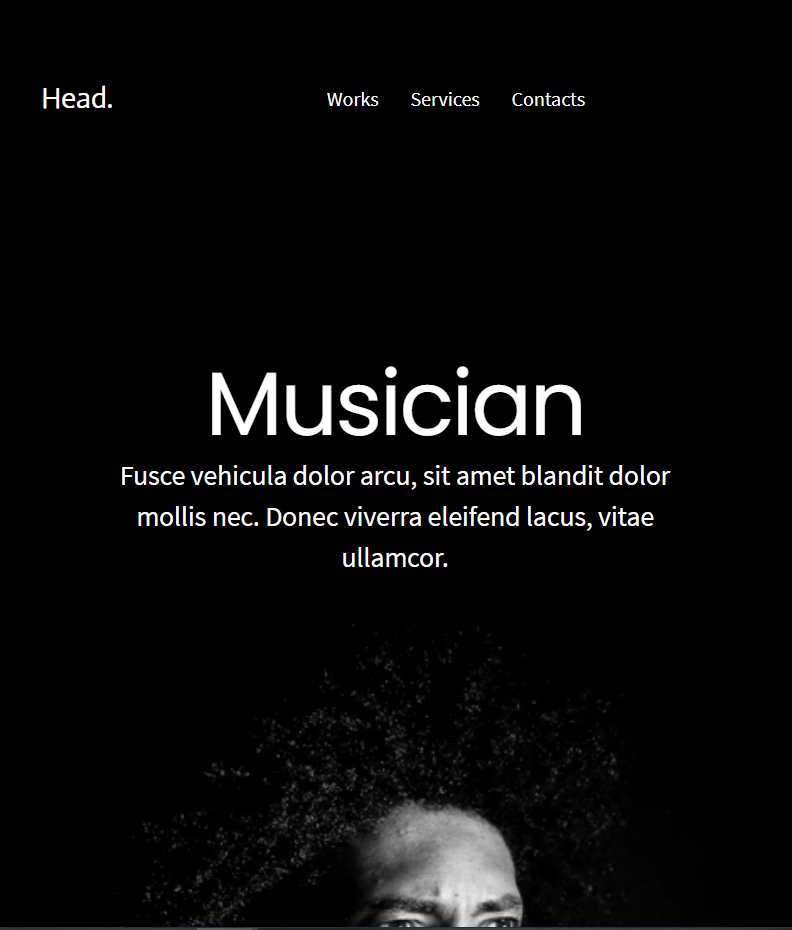 Head.
Works Services Contacts
Musician
Fusce vehicula dolor arcu, sit amet blandit dolor
mollis nec. Donec viverra eleifend lacus, vitae
ullamcor.